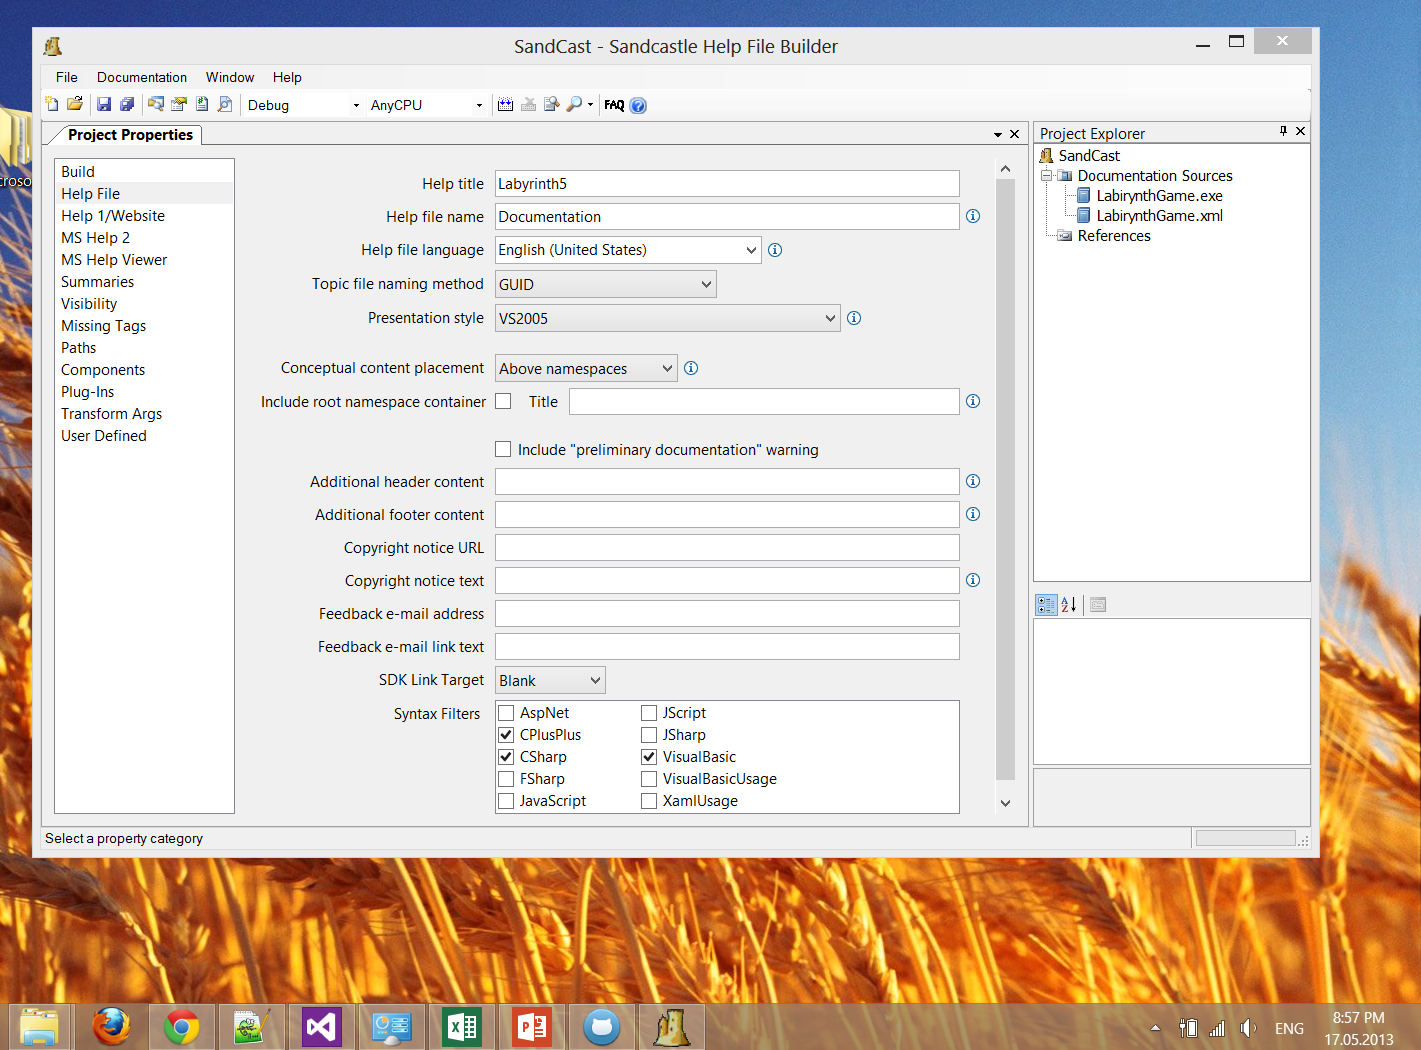 SandCast - Sandcastle Help File Builder
File Documentation Window Help
Debug AnyCPU FAQ
Project Properties
Build
Help File
Help 1/Website
MS Help 2
MS Help Viewer
Summaries
Visibility
Missing Tags
Paths
Components
Plug-Ins
Transform Args
User Defined
Help title Labyrinth5
Help file name Documentation
Help file language English (United States)
Topic file naming method GUID
Presentation style VS2005
Conceptual content placement Above namespaces
Include root namespace container Title
Include "preliminary documentation" warning
Additional header content
Additional footer content
Copyright notice URL
Copyright notice text
Feedback e-mail address
Feedback e-mail link text
SDK Link Target Blank
Syntax Filters AspNet JScript
CPlusPlus JSharp
CSharp VisualBasic
FSharp VisualBasicUsage
JavaScript XamlUsage
Project Explorer
SandCast
Documentation Sources
LabirynthGame.exe
LabirynthGame.xml
References
Select a property category
croso
ENG
8:57 PM
17.05.2013